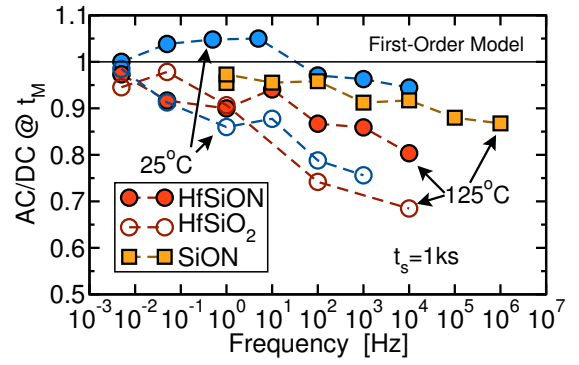 1.1
1
0.9
0.8
0.7
0.6
0.5
AC/DC @ t_M
First-Order Model
25°C
125°C
HfSiON
HfSiO₂
SiON
t_s=1ks
10⁻³ 10⁻² 10⁻¹ 10⁰ 10¹ 10² 10³ 10⁴ 10⁵ 10⁶ 10⁷
Frequency [Hz]